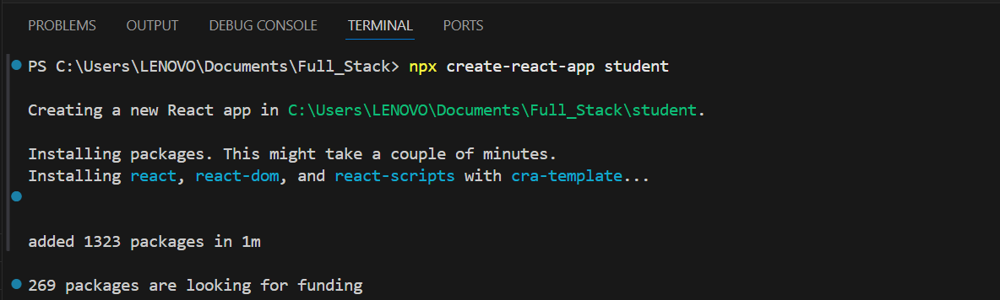 PROBLEMS OUTPUT DEBUG CONSOLE TERMINAL PORTS
PS C:\Users\LENOVO\Documents\Full_Stack> npx create-react-app student
Creating a new React app in C:\Users\LENOVO\Documents\Full_Stack\student.
Installing packages. This might take a couple of minutes.
Installing react, react-dom, and react-scripts with cra-template...
added 1323 packages in 1m
269 packages are looking for funding